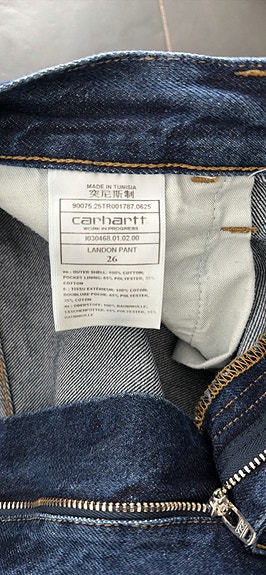 MADE IN TUNISIA
突尼斯制
90075.25TR001787.0625
carhartt
WORK IN PROGRESS
I030468.01.02.00
LANDON PANT
26
EN : OUTER SHELL: 100% COTTON,
POCKET LINING: 65% POLYESTER, 35%
COTTON
F : TISSU EXTÉRIEUR: 100% COTON,
DOUBLURE POCHE: 65% POLYESTER,
35% COTON
NL: OBERSTOFF: 100% BAUMWOLLE,
TASCHENFUTTER: 65% POLYESTER, 35%
BAUMWOLLE